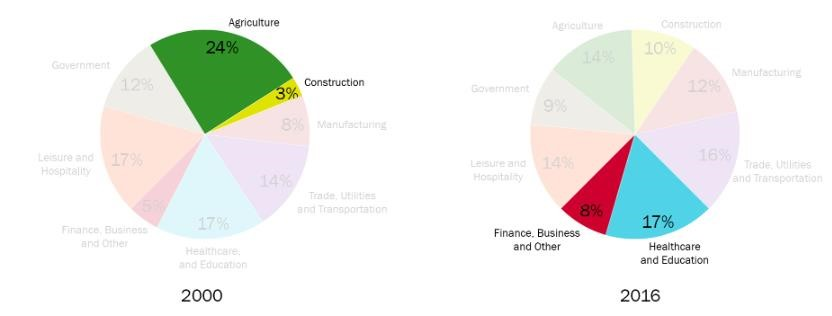 Agriculture
24%
Construction
3%
Manufacturing
8%
Trade, Utilities
and Transportation
14%
Healthcare,
and Education
17%
Finance, Business
and Other
5%
Leisure and
Hospitality
17%
Government
12%
2000
Agriculture
14%
Construction
10%
Manufacturing
12%
Trade, Utilities
and Transportation
16%
Healthcare
and Education
17%
Finance, Business
and Other
8%
Leisure and
Hospitality
14%
Government
9%
2016